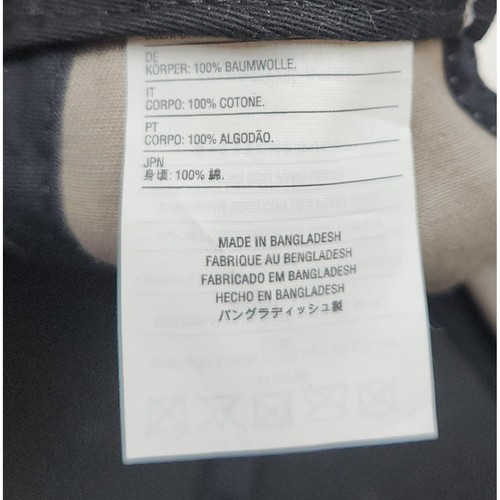 DE
KÖRPER: 100% BAUMWOLLE.
IT
CORPO: 100% COTONE.
PT
CORPO: 100% ALGODÃO.
JPN
身頃: 100% 綿.
MADE IN BANGLADESH
FABRIQUE AU BENGLADESH
FABRICADO EM BANGLADESH
HECHO EN BANGLADESH
バングラディッシュ製